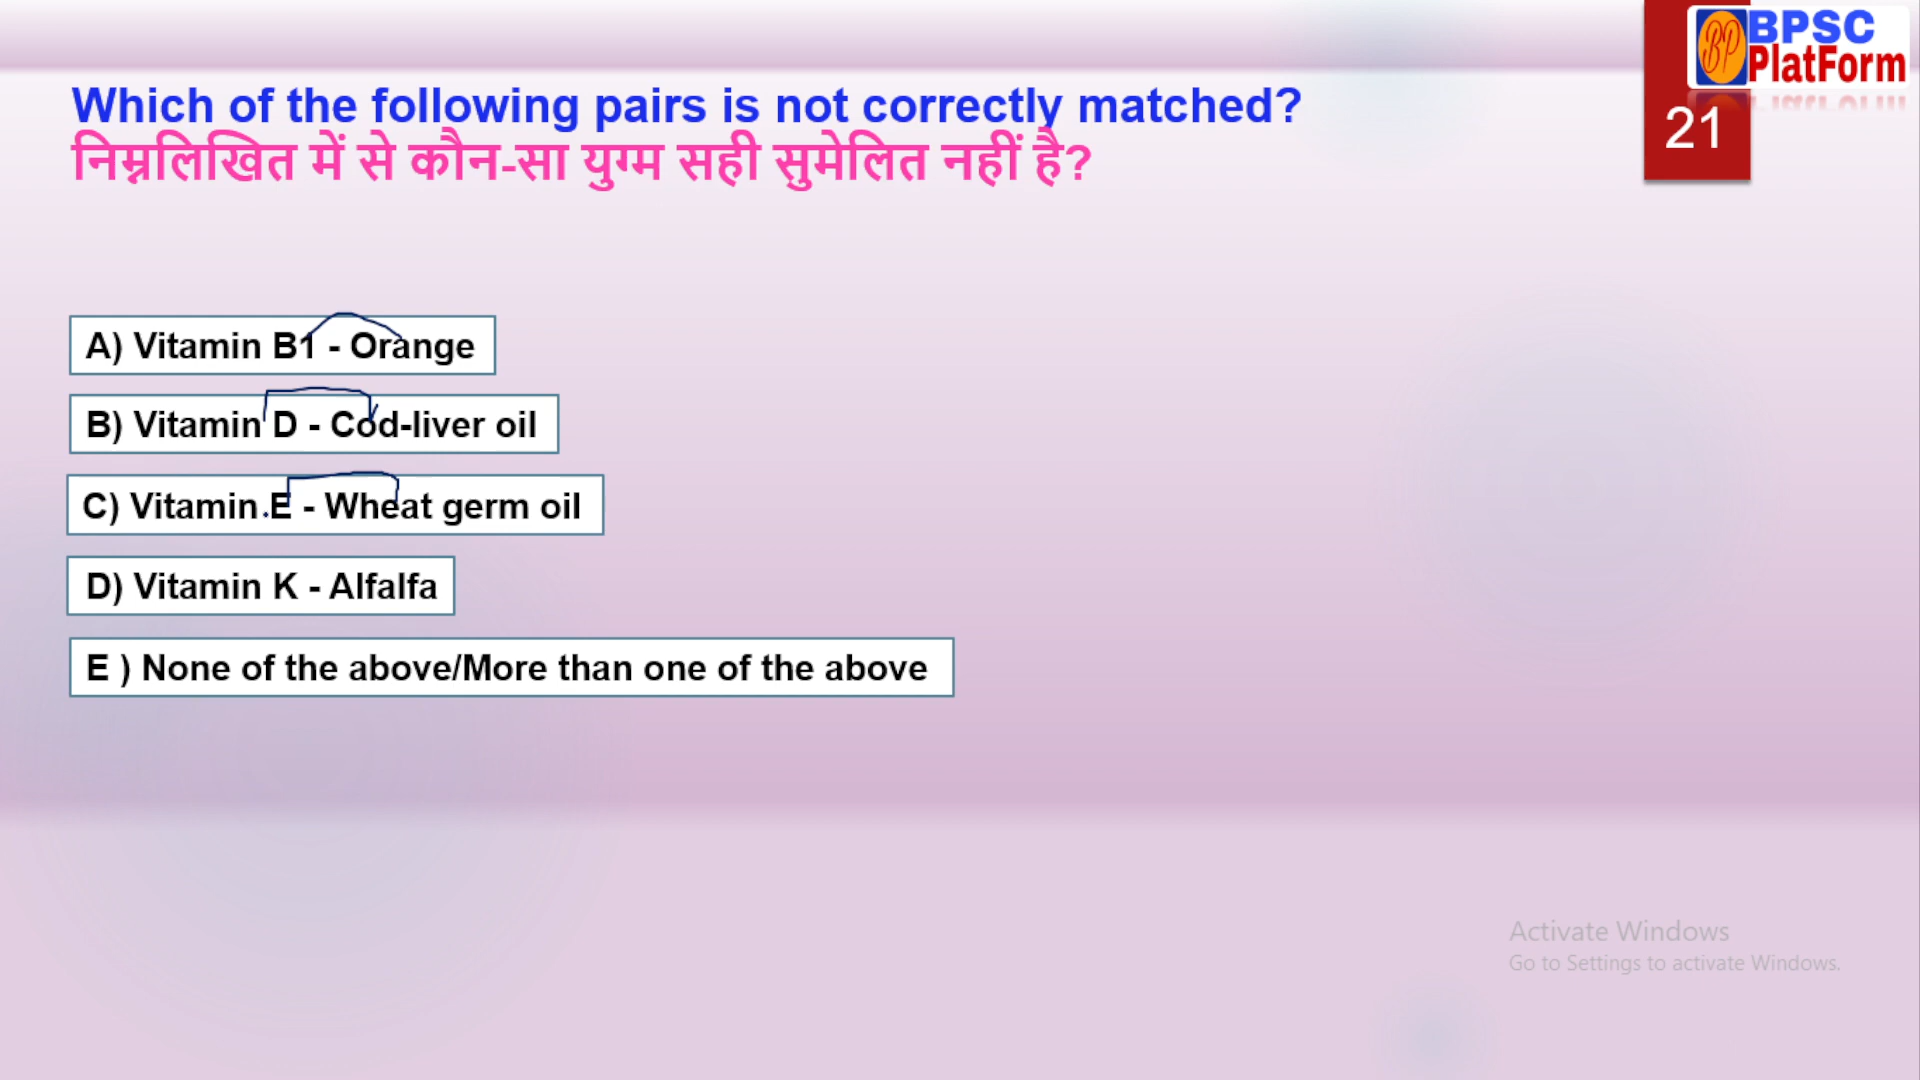 BPSC
PlatForm
21
Which of the following pairs is not correctly matched?
निम्नलिखित में से कौन-सा युग्म सही सुमेलित नहीं है?
A) Vitamin B1 - Orange
B) Vitamin D - Cod-liver oil
C) Vitamin E - Wheat germ oil
D) Vitamin K - Alfalfa
E ) None of the above/More than one of the above
Activate Windows
Go to Settings to activate Windows.